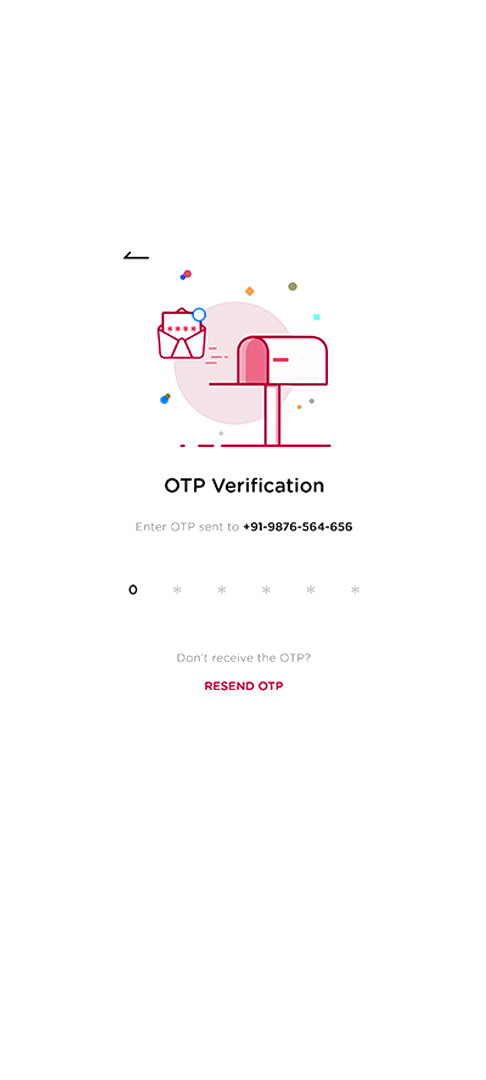 OTP Verification
Enter OTP sent to +91-9876-564-656
0 * * * * *
Don't receive the OTP?
RESEND OTP